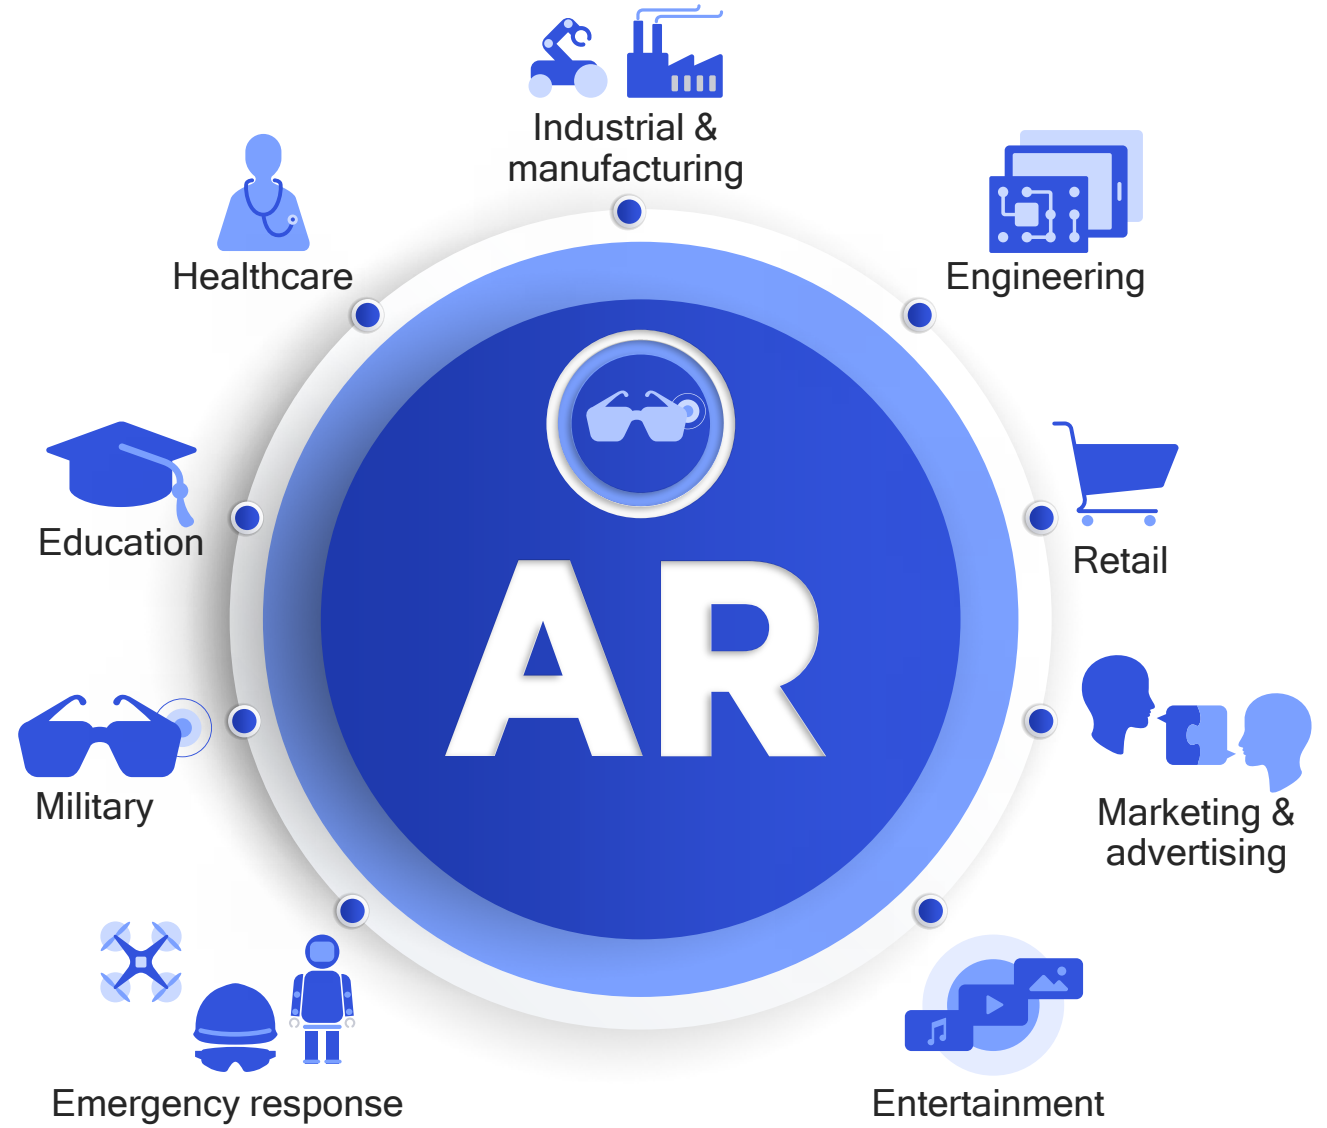 Industrial &
manufacturing
Healthcare
Engineering
Education
Retail
AR
Military
Marketing &
advertising
Emergency response
Entertainment